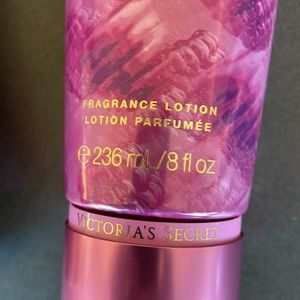 FRAGRANCE LOTION
LOTION PARFUMÉE
℮ 236 mL/8 fl oz
VICTORIA'S SECRET